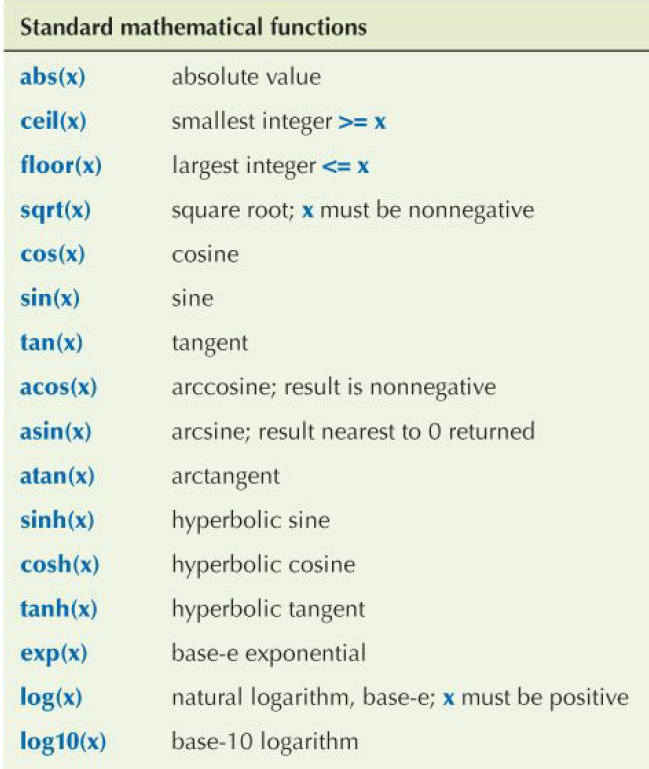 Standard mathematical functions
abs(x) absolute value
ceil(x) smallest integer >= x
floor(x) largest integer <= x
sqrt(x) square root; x must be nonnegative
cos(x) cosine
sin(x) sine
tan(x) tangent
acos(x) arccosine; result is nonnegative
asin(x) arcsine; result nearest to 0 returned
atan(x) arctangent
sinh(x) hyperbolic sine
cosh(x) hyperbolic cosine
tanh(x) hyperbolic tangent
exp(x) base-e exponential
log(x) natural logarithm, base-e; x must be positive
log10(x) base-10 logarithm